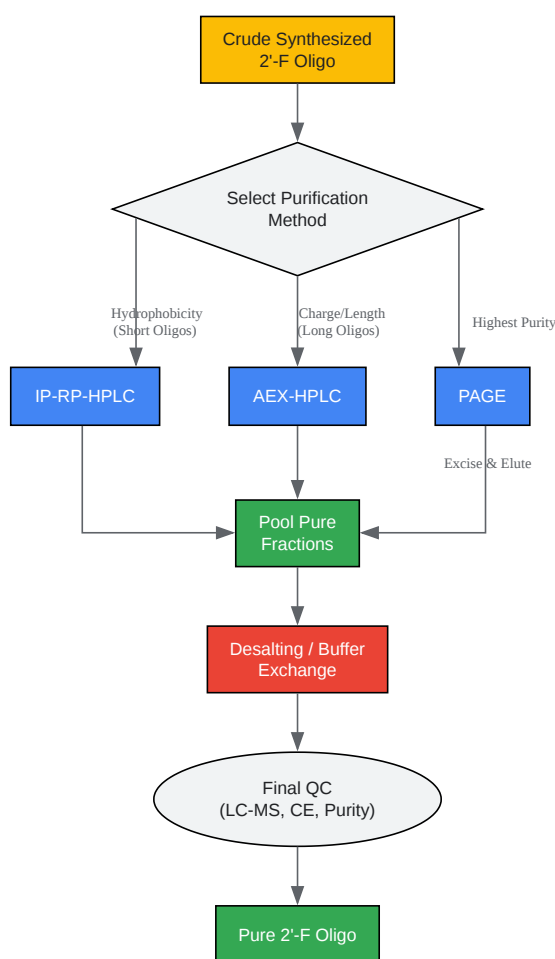 Crude Synthesized
2'-F Oligo
Select Purification
Method
Hydrophobicity
(Short Oligos)
Charge/Length
(Long Oligos)
Highest Purity
IP-RP-HPLC
AEX-HPLC
PAGE
Excise & Elute
Pool Pure
Fractions
Desalting / Buffer
Exchange
Final QC
(LC-MS, CE, Purity)
Pure 2'-F Oligo